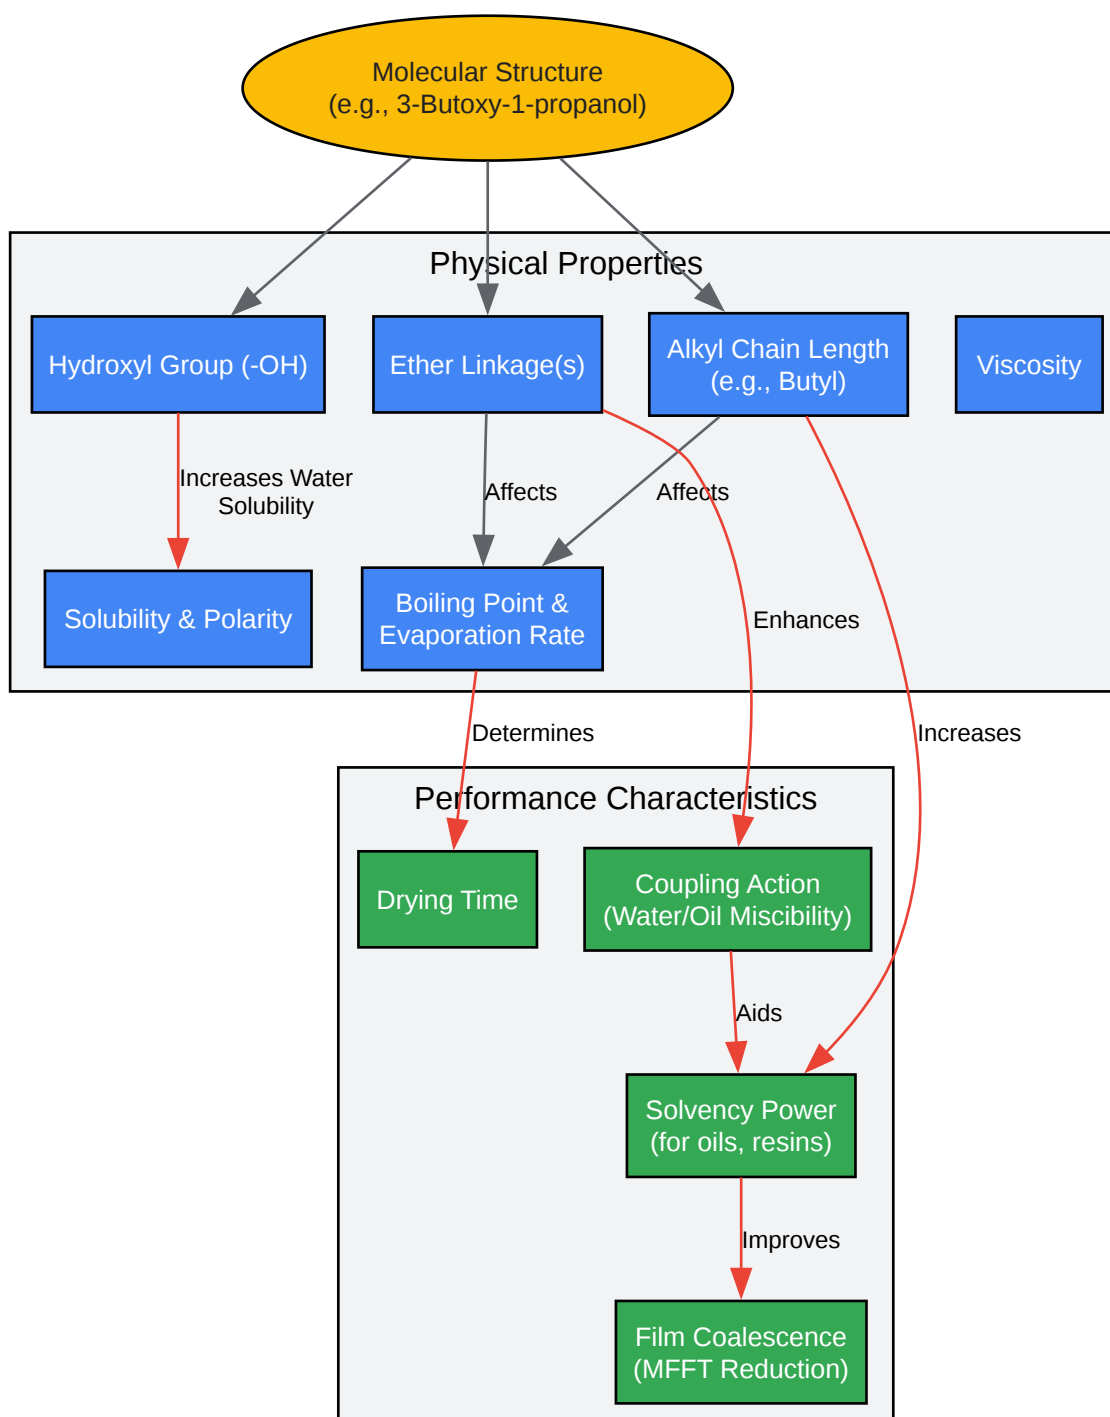 Molecular Structure
(e.g., 3-Butoxy-1-propanol)
Physical Properties
Hydroxyl Group (-OH)
Ether Linkage(s)
Alkyl Chain Length
(e.g., Butyl)
Viscosity
Increases Water
Solubility
Affects
Affects
Solubility & Polarity
Boiling Point &
Evaporation Rate
Enhances
Determines
Increases
Performance Characteristics
Drying Time
Coupling Action
(Water/Oil Miscibility)
Aids
Solvency Power
(for oils, resins)
Improves
Film Coalescence
(MFFT Reduction)